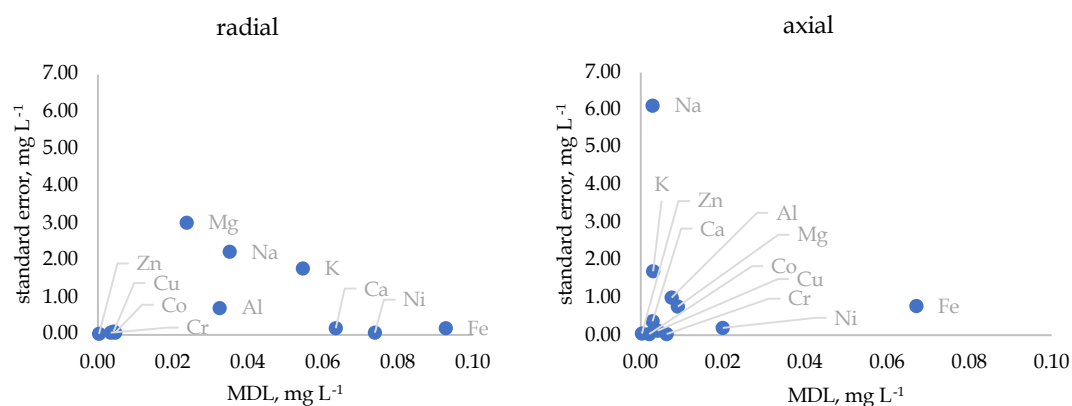 radial
7.00
6.00
5.00
4.00
3.00
2.00
1.00
0.00
standard error, mg L-1
Mg
Na
K
Zn
Cu
Ca
Co
Al
Ni
Cr
Fe
0.00 0.02 0.04 0.06 0.08 0.10
MDL, mg L-1
axial
7.00
6.00
5.00
4.00
3.00
2.00
1.00
0.00
standard error, mg L-1
Na
K
Zn
Al
Ca
Mg
Co
Cu
Cr
Ni
Fe
0.00 0.02 0.04 0.06 0.08 0.10
MDL, mg L-1